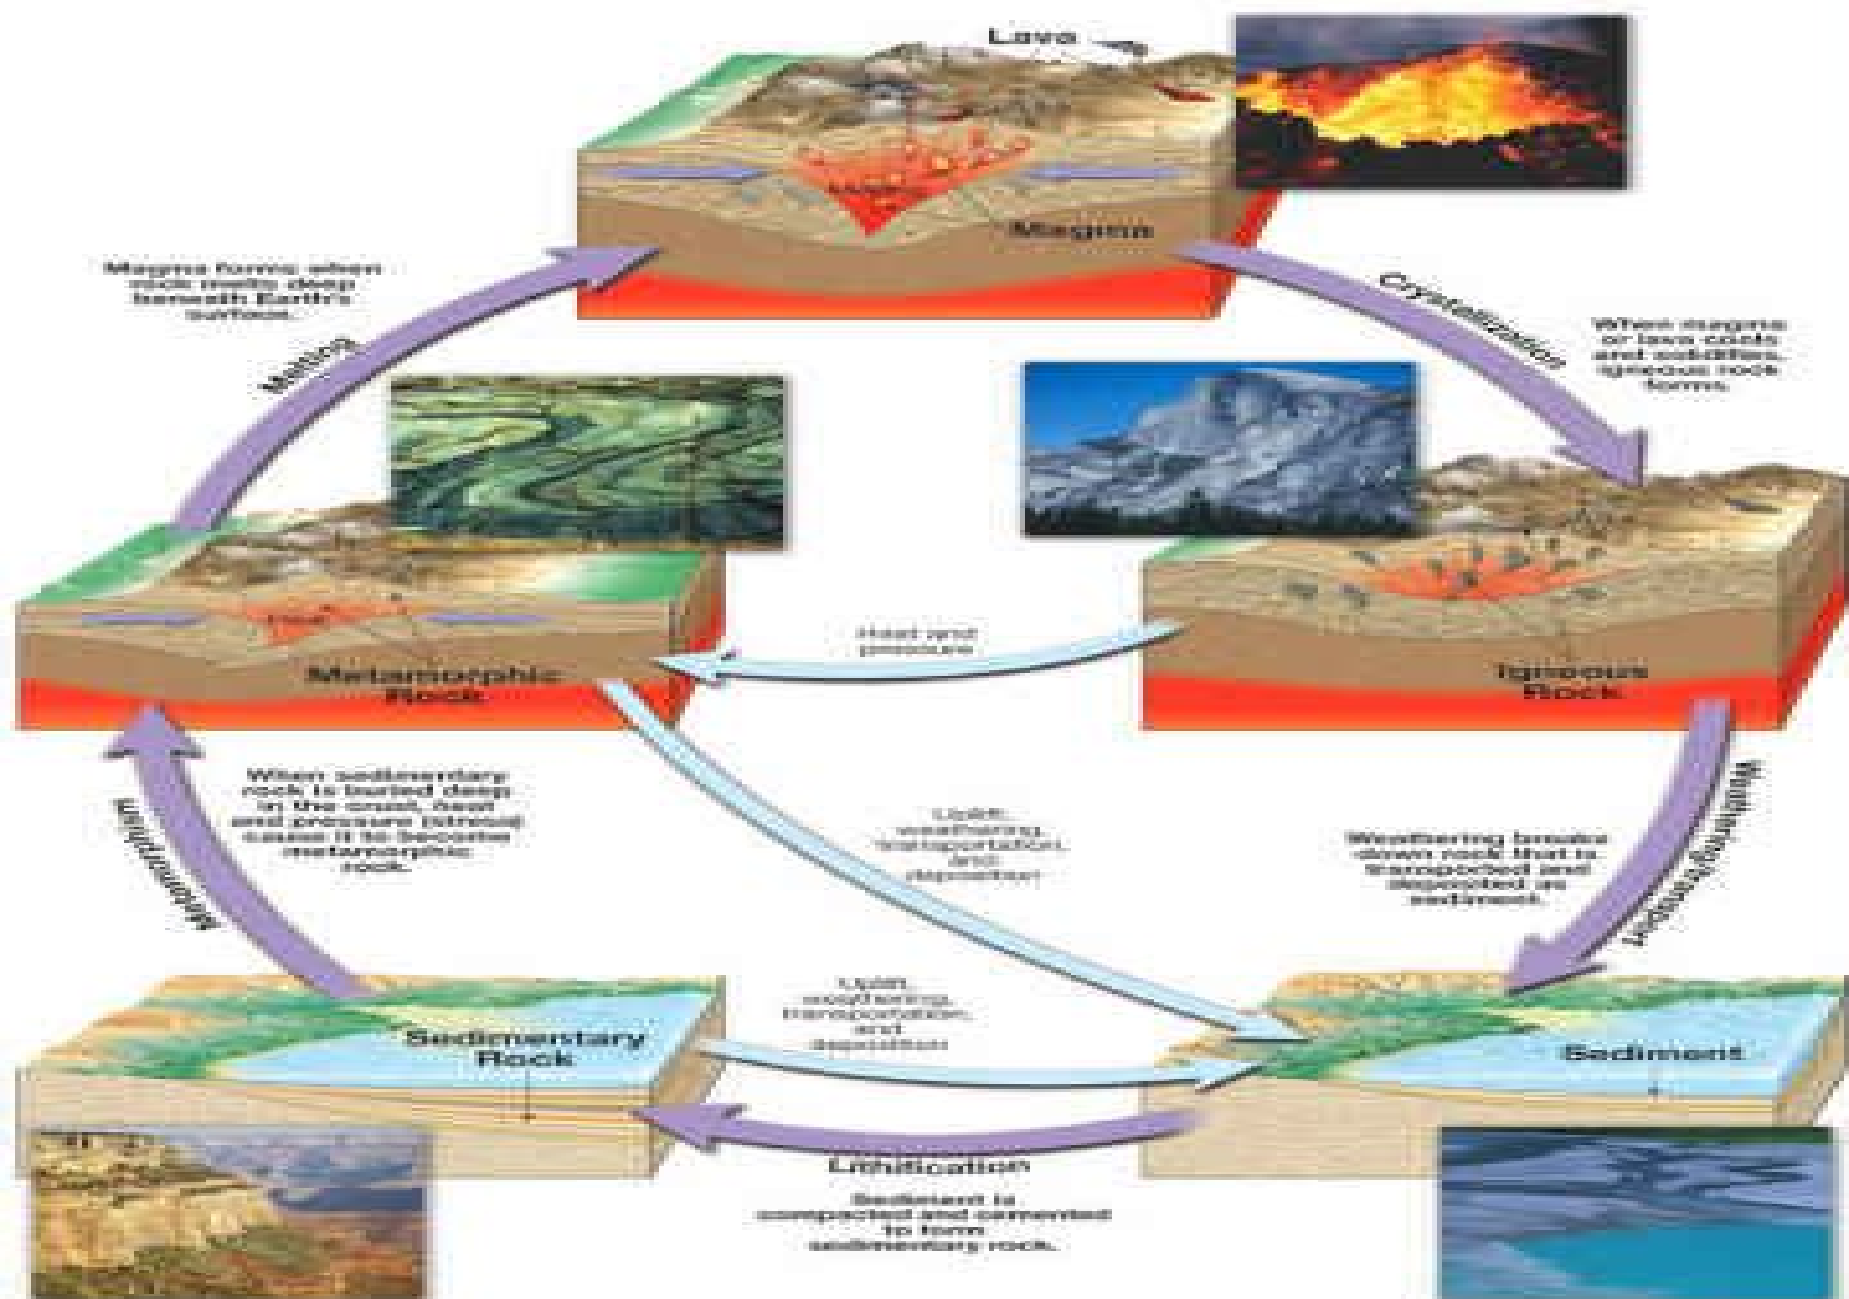 Lava
Magma
Magma forms when
rock melts deep
beneath Earth's
surface.
Melting
Crystallization
When magma
or lava cools
and solidifies,
igneous rock
forms.
Heat and
pressure
Metamorphic
Rock
Igneous
Rock
When sedimentary
rock is buried deep
in the crust, heat
and pressure (stress)
cause it to become
metamorphic
rock.
Metamorphism
Uplift,
weathering,
transportation,
and
deposition
Weathering breaks
down rock that is
transported and
deposited as
sediment.
Weathering/transport
Uplift,
weathering,
transportation,
and
deposition
Sedimentary
Rock
Sediment
Lithification
Sediment is
compacted and cemented
to form
sedimentary rock.